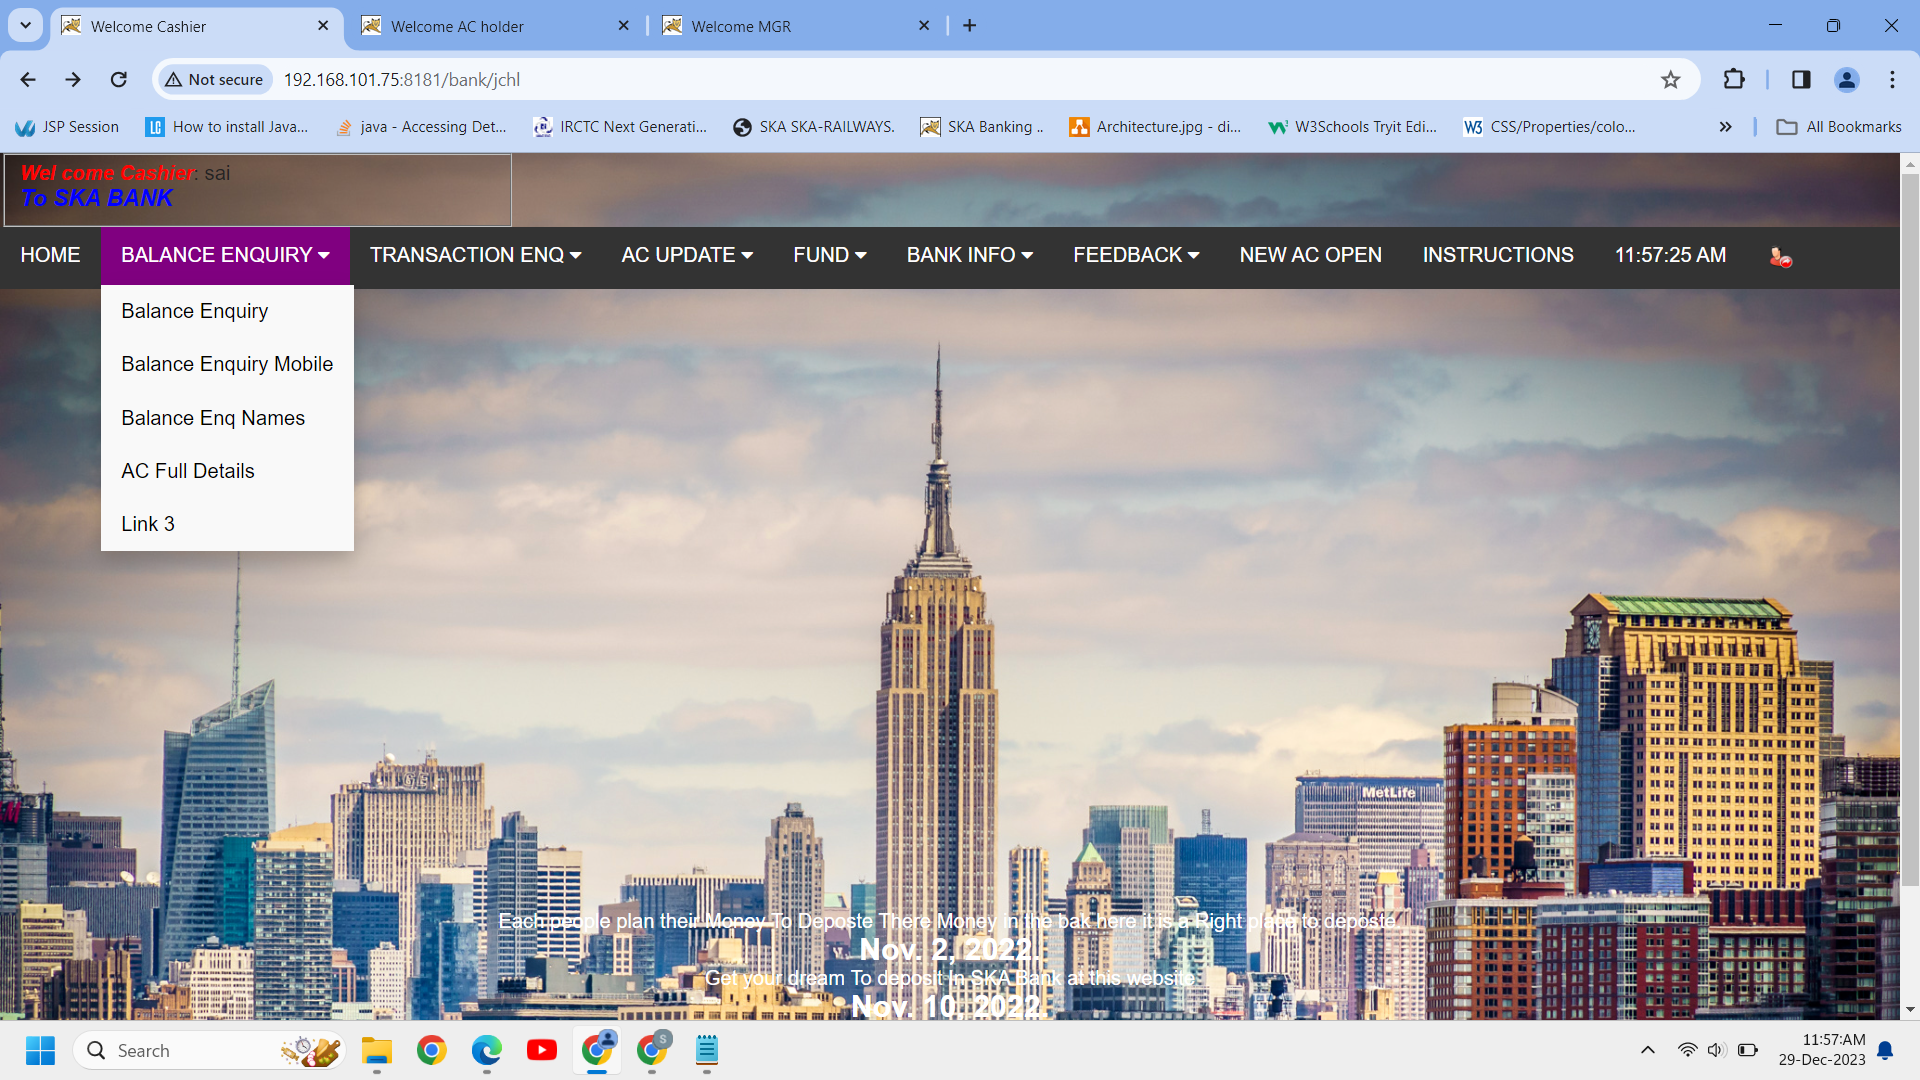 Welcome Cashier
Welcome AC holder
Welcome MGR
Not secure
192.168.101.75:8181/bank/jchl
JSP Session
How to install Java...
java - Accessing Det...
IRCTC Next Generati...
SKA SKA-RAILWAYS.
SKA Banking ..
Architecture.jpg - di...
W3Schools Tryit Edi...
CSS/Properties/colo...
All Bookmarks
Wel come Cashier: sai
To SKA BANK
HOME
BALANCE ENQUIRY
TRANSACTION ENQ
AC UPDATE
FUND
BANK INFO
FEEDBACK
NEW AC OPEN
INSTRUCTIONS
11:57:25 AM
Balance Enquiry
Balance Enquiry Mobile
Balance Enq Names
AC Full Details
Link 3
MetLife
Each people plan their Money To Deposte There Money in the bak here it is a Right place to deposte.
Nov. 2, 2022.
Get your dream To deposit In SKA Bank at this website
Nov. 10, 2022.
Search
S
11:57:AM
29-Dec-2023